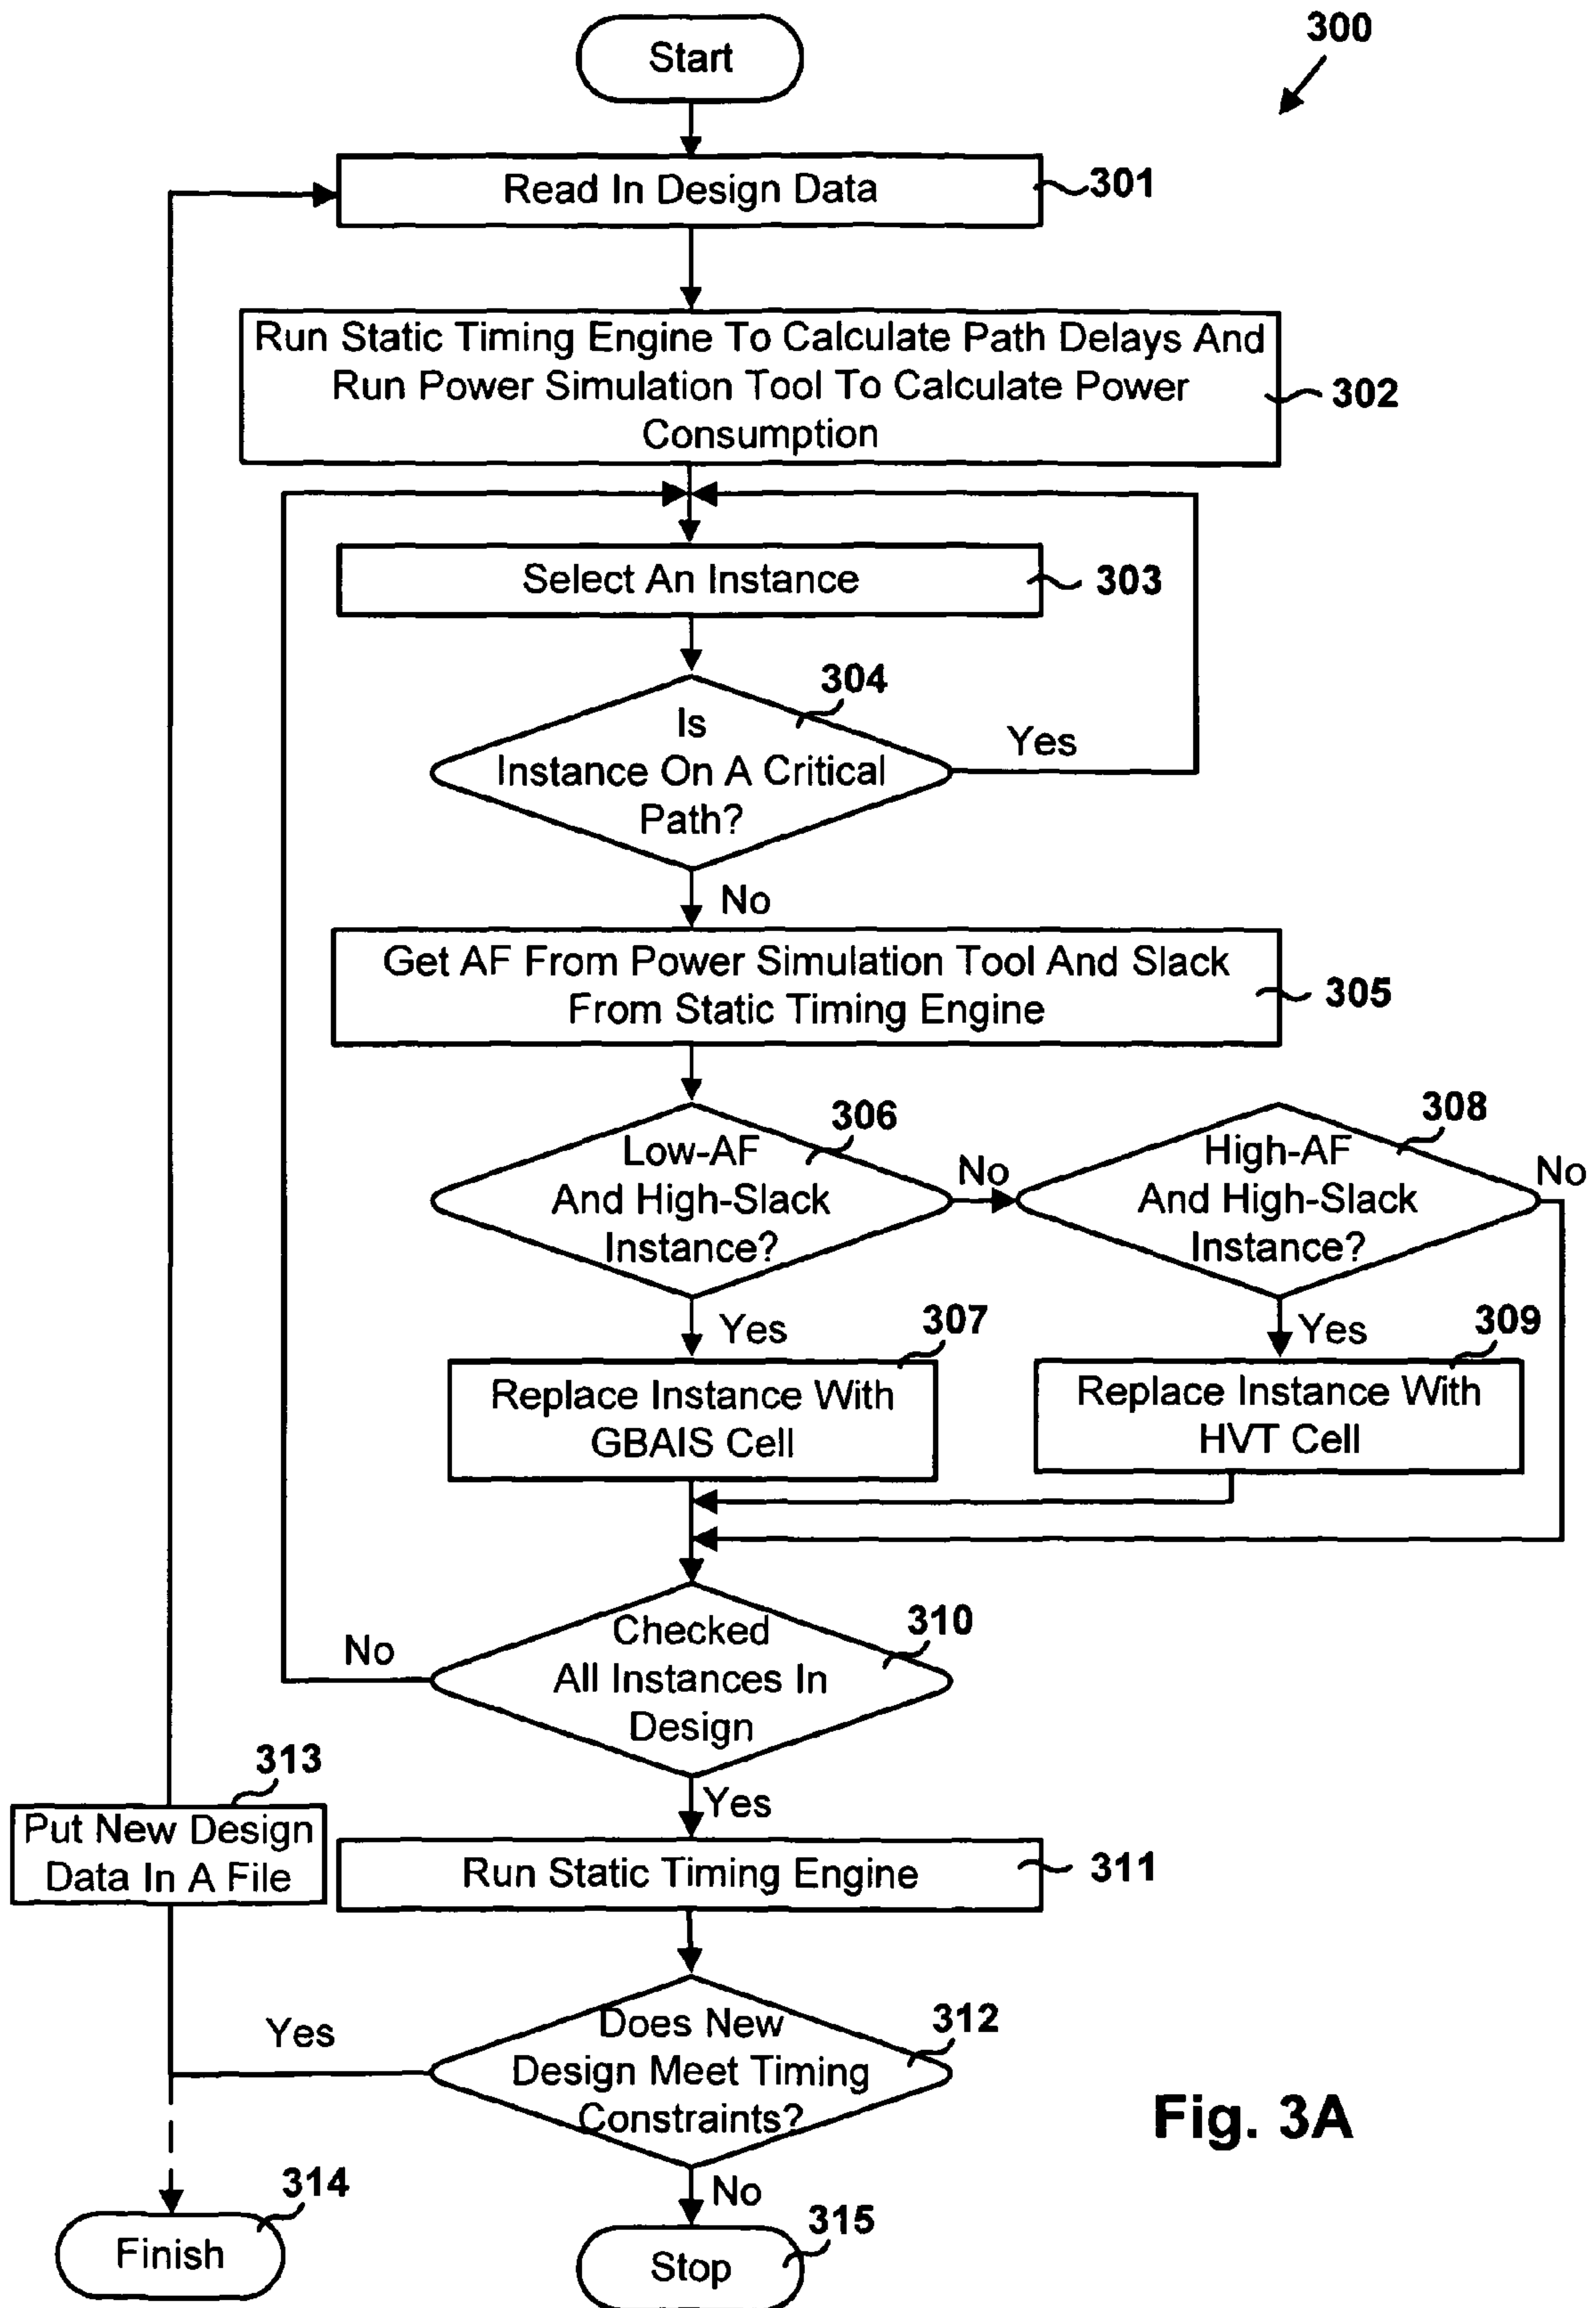 300
Start
Read In Design Data
301
Run Static Timing Engine To Calculate Path Delays And
Run Power Simulation Tool To Calculate Power
Consumption
302
Select An Instance
303
304
Is
Instance On A Critical
Path?
Yes
No
Get AF From Power Simulation Tool And Slack
From Static Timing Engine
305
306
Low-AF
And High-Slack
Instance?
No
308
High-AF
And High-Slack
Instance?
No
Yes
307
Replace Instance With
GBAIS Cell
Yes
309
Replace Instance With
HVT Cell
310
Checked
All Instances In
Design
No
Yes
313
Put New Design
Data In A File
Run Static Timing Engine
311
312
Does New
Design Meet Timing
Constraints?
Yes
No
314
Finish
315
Stop
Fig. 3A